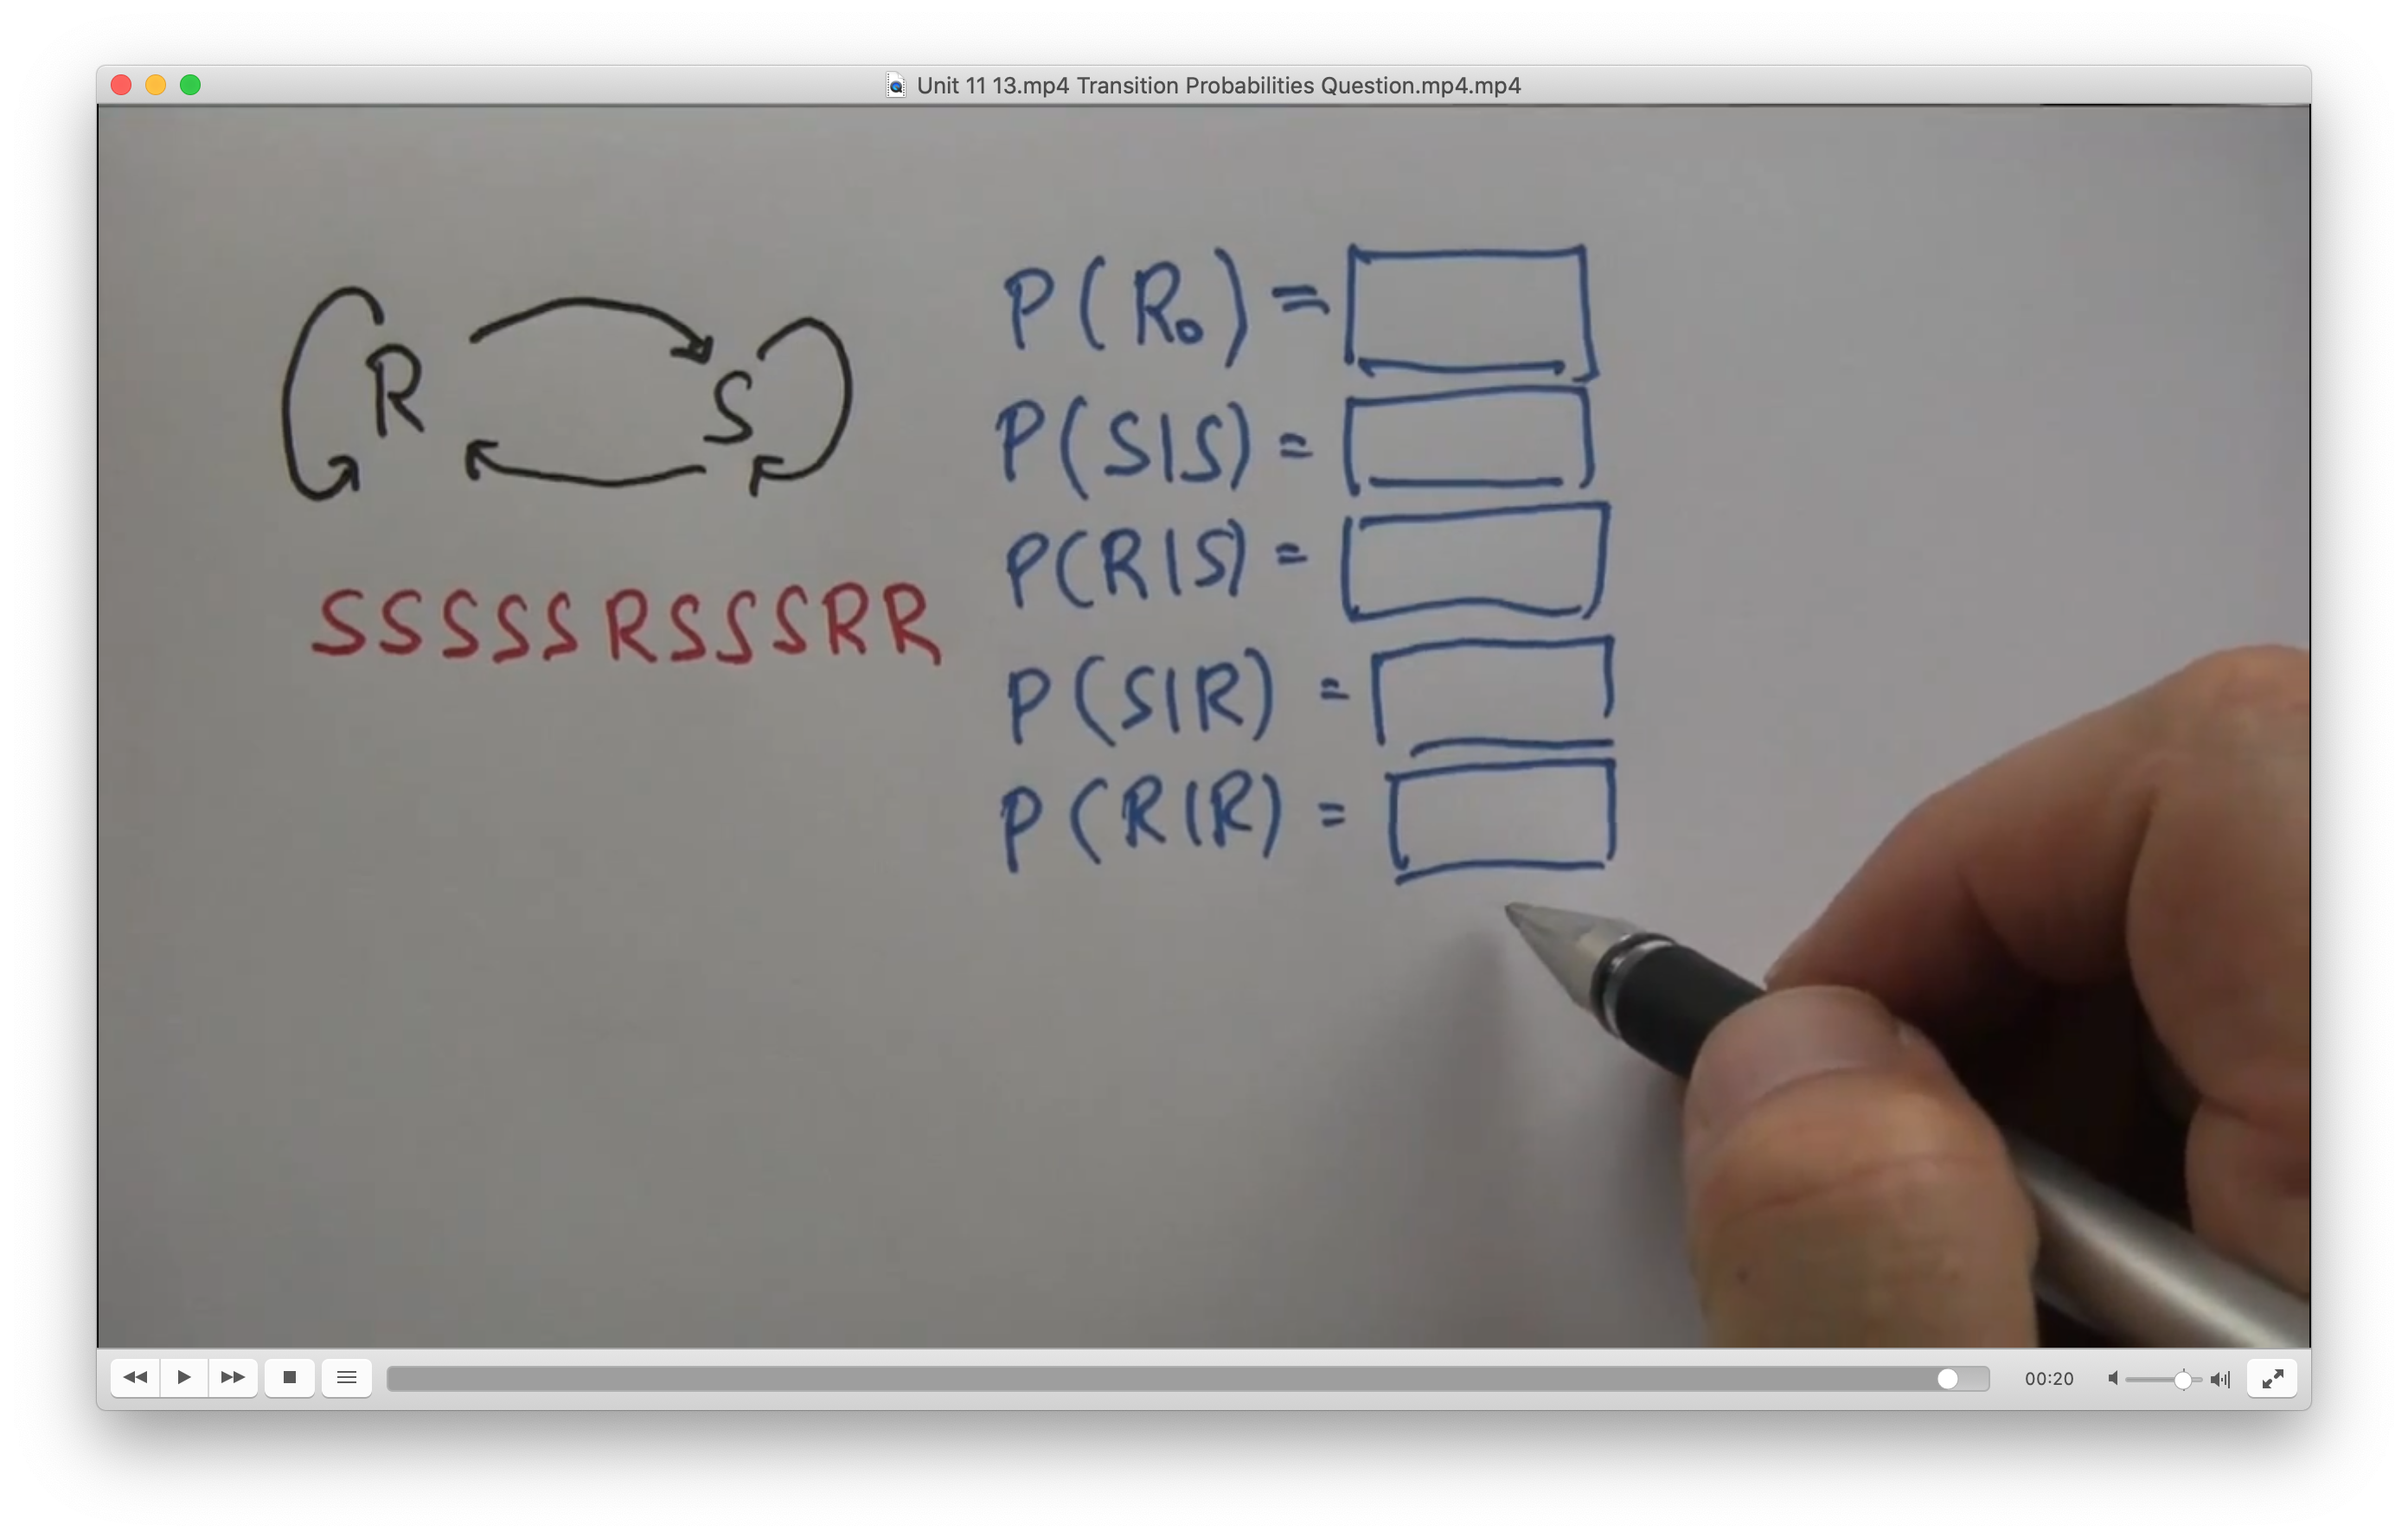 Unit 11 13.mp4 Transition Probabilities Question.mp4.mp4
R S
SSSSSRSSSRR
P(R₀) =
P(S|S) =
P(R|S) =
P(S|R) =
P(R|R) =
00:20